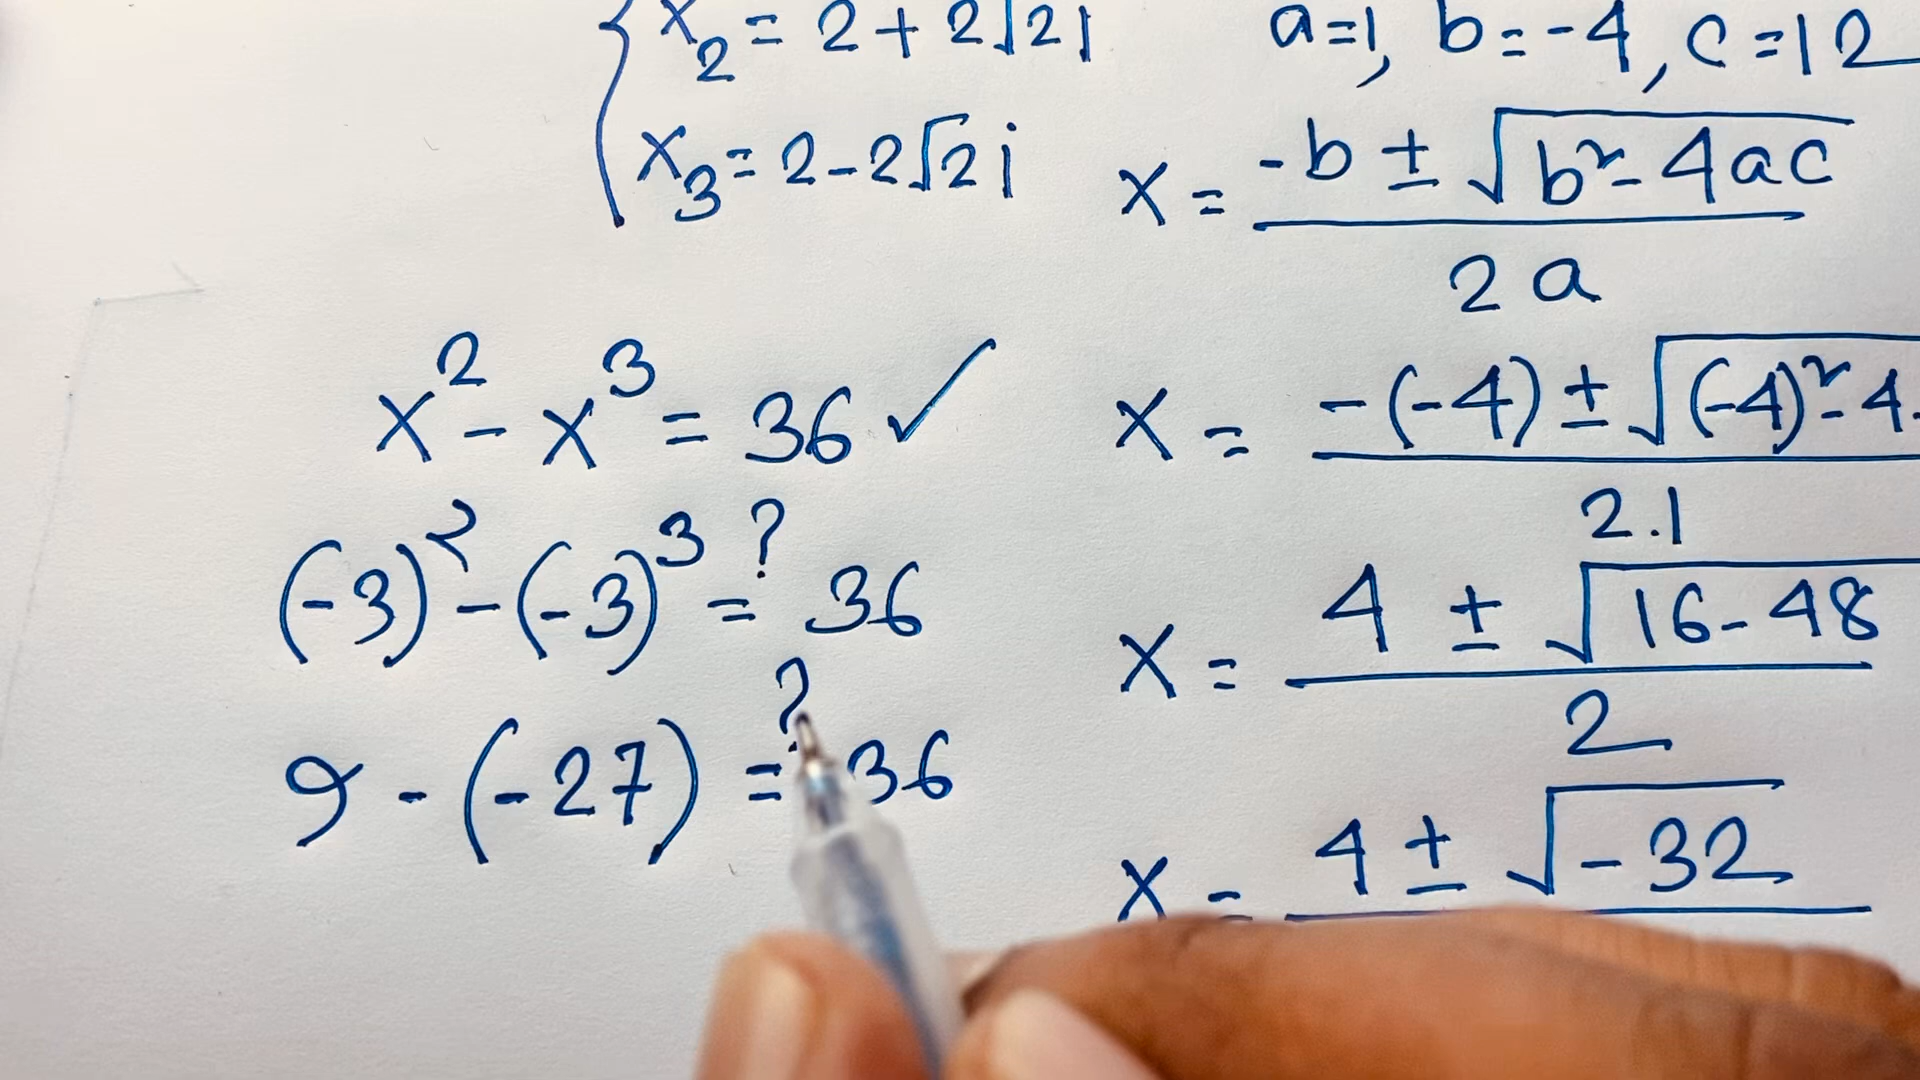 x₂ = 2 + 2√2 i
x₃ = 2 - 2√2 i
x² - x³ = 36 ✓
(-3)² - (-3)³ =? 36
9 - (-27) =? 36
a=1, b=-4, c=12
x = (-b ± √(b²-4ac)) / 2a
x = (-(-4) ± √((-4)²-4. / 2.1
x = (4 ± √(16-48)) / 2
x = 4 ± √-32